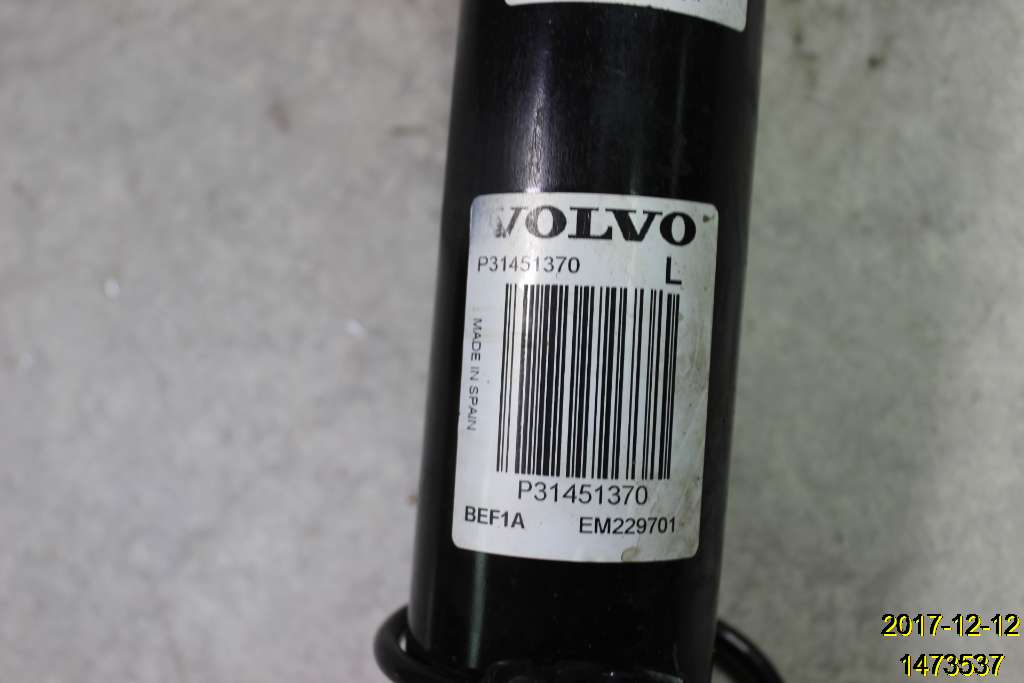 VOLVO
P31451370 L
MADE IN SPAIN
P31451370
BEF1A EM229701
2017-12-12
1473537